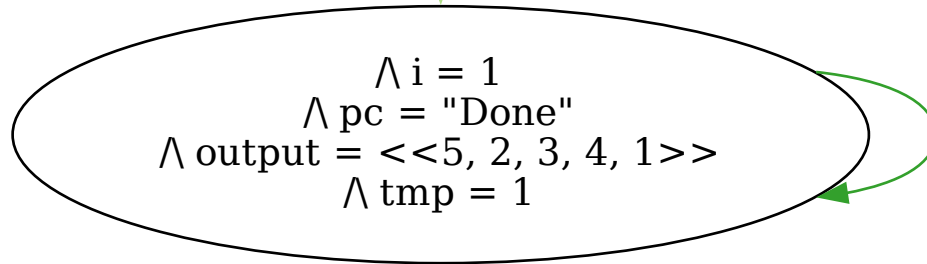 /\ i = 1
/\ pc = "Done"
/\ output = <<5, 2, 3, 4, 1>>
/\ tmp = 1